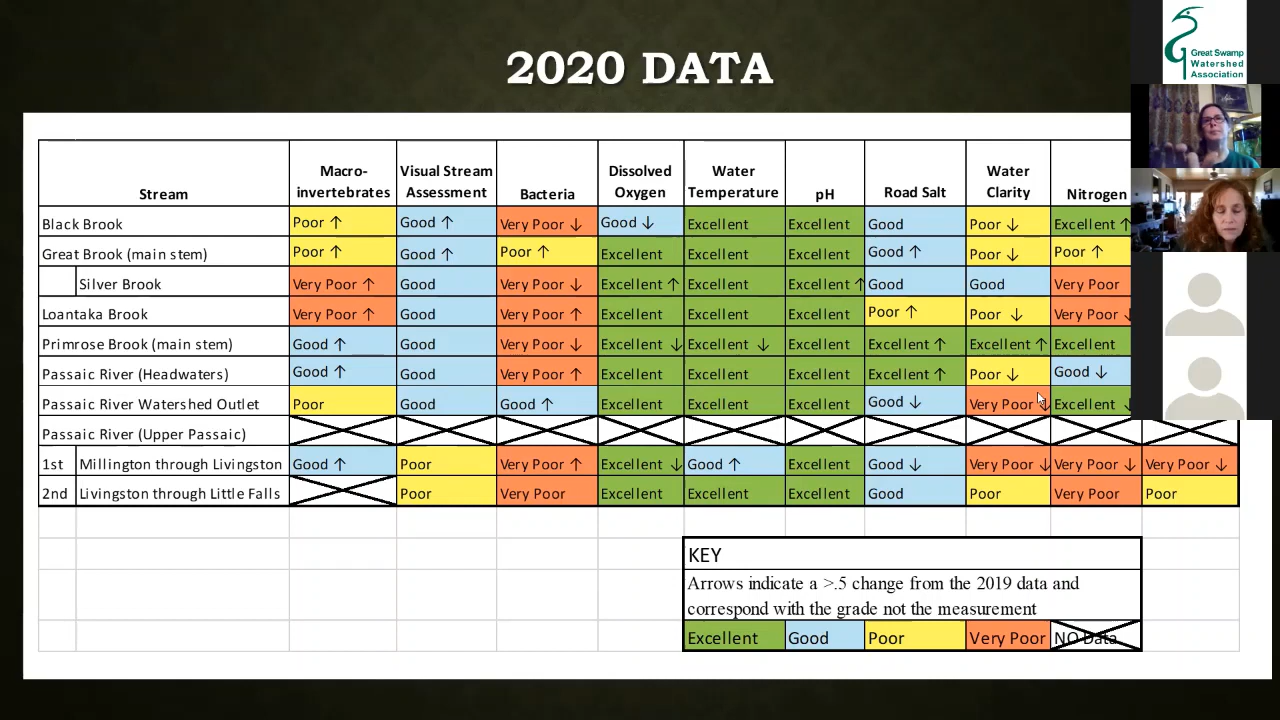 2020 DATA
Great Swamp
Watershed
Association
Stream Macro-invertebrates Visual Stream Assessment Bacteria Dissolved Oxygen Water Temperature pH Road Salt Water Clarity Nitrogen
Black Brook Poor ↑ Good ↑ Very Poor ↓ Good ↓ Excellent Excellent Good Poor ↓ Excellent ↑
Great Brook (main stem) Poor ↑ Good ↑ Poor ↑ Excellent Excellent Excellent Good ↑ Poor ↓ Poor ↑
Silver Brook Very Poor ↑ Good Very Poor ↓ Excellent ↑ Excellent Excellent ↑ Good Good Very Poor
Loantaka Brook Very Poor ↑ Good Very Poor ↑ Excellent Excellent Excellent Poor ↑ Poor ↓ Very Poor ↓
Primrose Brook (main stem) Good ↑ Good Very Poor ↓ Excellent ↓ Excellent ↓ Excellent Excellent ↑ Excellent ↑ Excellent
Passaic River (Headwaters) Good ↑ Good Very Poor ↑ Excellent Excellent Excellent Excellent ↑ Poor ↓ Good ↓
Passaic River Watershed Outlet Poor Good Good ↑ Excellent Excellent Excellent Good ↓ Very Poor ↓ Excellent ↓
Passaic River (Upper Passaic)
1st Millington through Livingston Good ↑ Poor Very Poor ↑ Excellent ↓ Good ↑ Excellent Good ↓ Very Poor ↓ Very Poor ↓ Very Poor ↓
2nd Livingston through Little Falls Poor Very Poor Excellent Excellent Excellent Good Poor Very Poor Poor
KEY
Arrows indicate a >.5 change from the 2019 data and
correspond with the grade not the measurement
Excellent Good Poor Very Poor NO Data